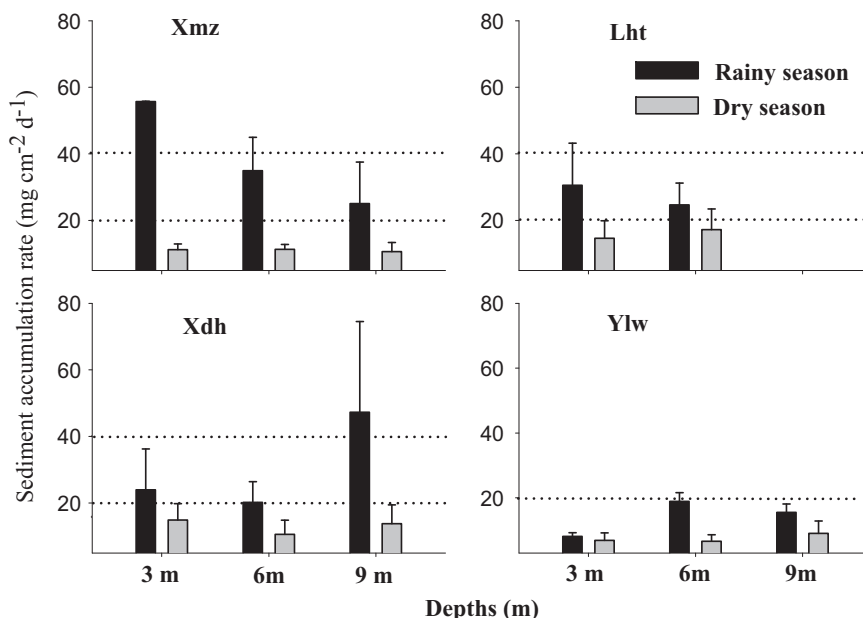 Sediment accumulation rate (mg cm-2 d-1)
Xmz
80
60
40
20
Lht
Rainy season
Dry season
80
60
40
20
Xdh
80
60
40
20
3 m 6m 9 m
Ylw
80
60
40
20
3 m 6m 9m
Depths (m)